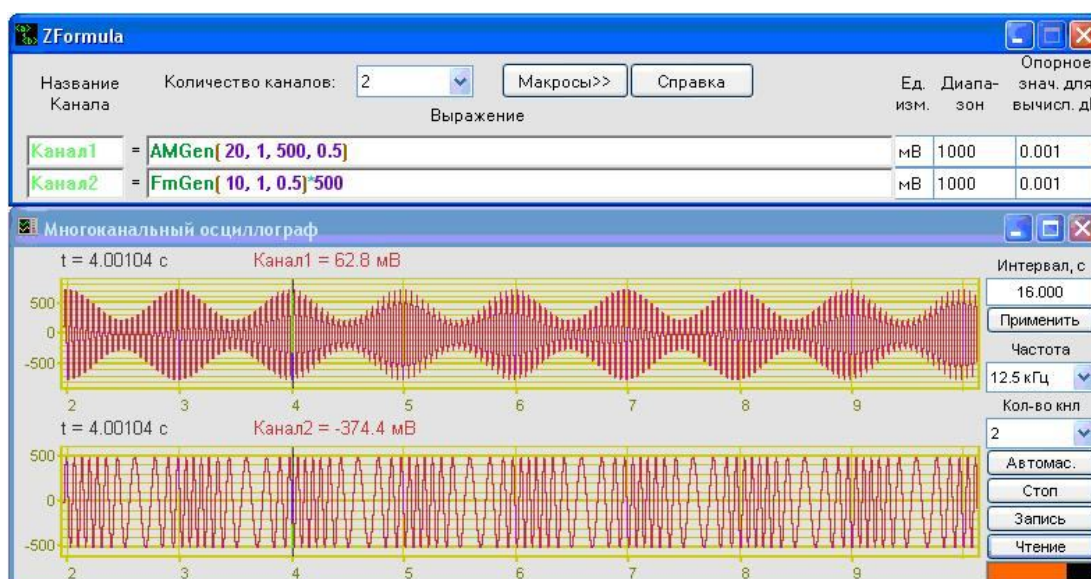 ZFormula
Название Канала
Количество каналов: 2 Макросы>> Справка
Выражение
Ед. изм.
Диапа-зон
Опорное знач. для вычисл. д
Канал1 = AMGen( 20, 1, 500, 0.5) мВ 1000 0.001
Канал2 = FmGen( 10, 1, 0.5)*500 мВ 1000 0.001
Многоканальный осциллограф
t = 4.00104 с Канал1 = 62.8 мВ
500
0
-500
2 3 4 5 6 7 8 9
t = 4.00104 с Канал2 = -374.4 мВ
500
0
-500
2 3 4 5 6 7 8 9
Интервал, с
16.000
Применить
Частота
12.5 кГц
Кол-во кнл
2
Автомас.
Стоп
Запись
Чтение